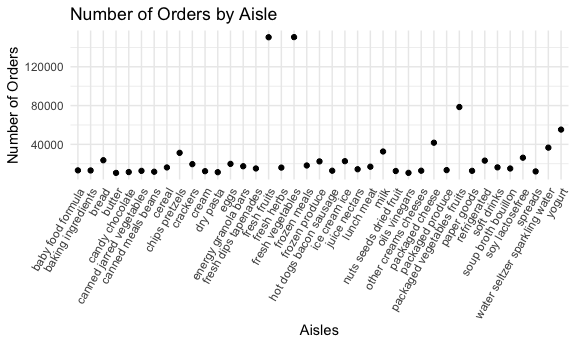 Number of Orders by Aisle
Number of Orders
120000
80000
40000
baby food formula
baking ingredients
bread
butter
candy chocolate
canned jarred vegetables
canned meals beans
cereal
chips pretzels
crackers
cream
dry pasta
eggs
energy granola bars
fresh dips tapenades
fresh fruits
fresh herbs
fresh vegetables
frozen meals
frozen produce
hot dogs bacon sausage
ice cream ice
juice nectars
lunch meat
milk
nuts seeds dried fruit
oils vinegars
other creams cheeses
packaged cheese
packaged produce
packaged vegetables fruits
paper goods
refrigerated
soft drinks
soup broth bouillon
soy lactosefree
spreads
water seltzer sparkling water
yogurt
Aisles